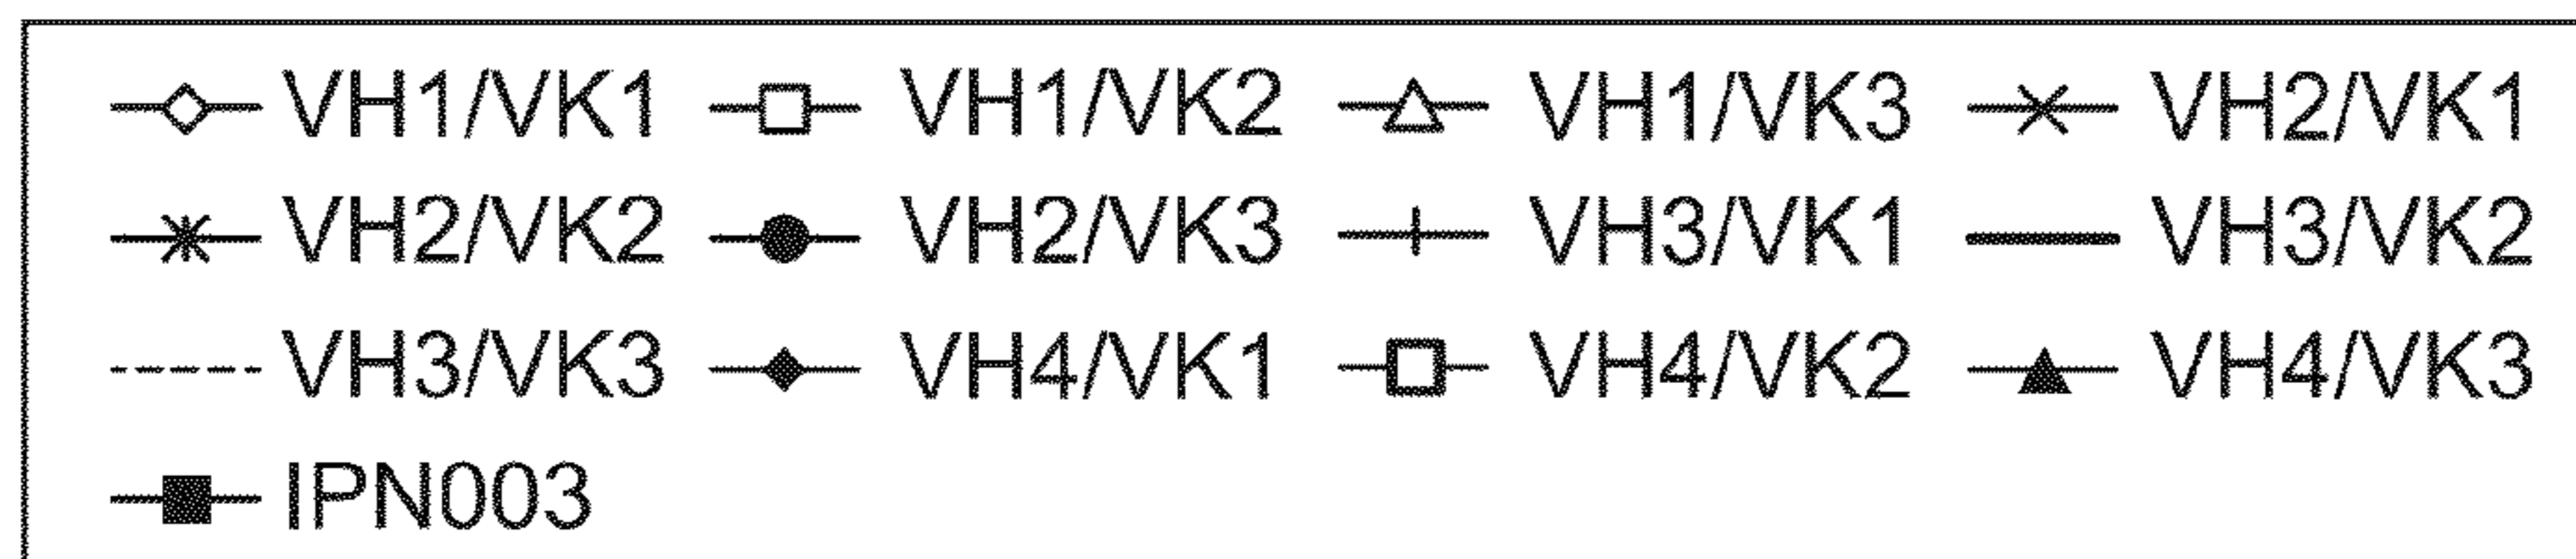 VH1/VK1 VH1/VK2 VH1/VK3 VH2/VK1
VH2/VK2 VH2/VK3 VH3/VK1 VH3/VK2
VH3/VK3 VH4/VK1 VH4/VK2 VH4/VK3
IPN003